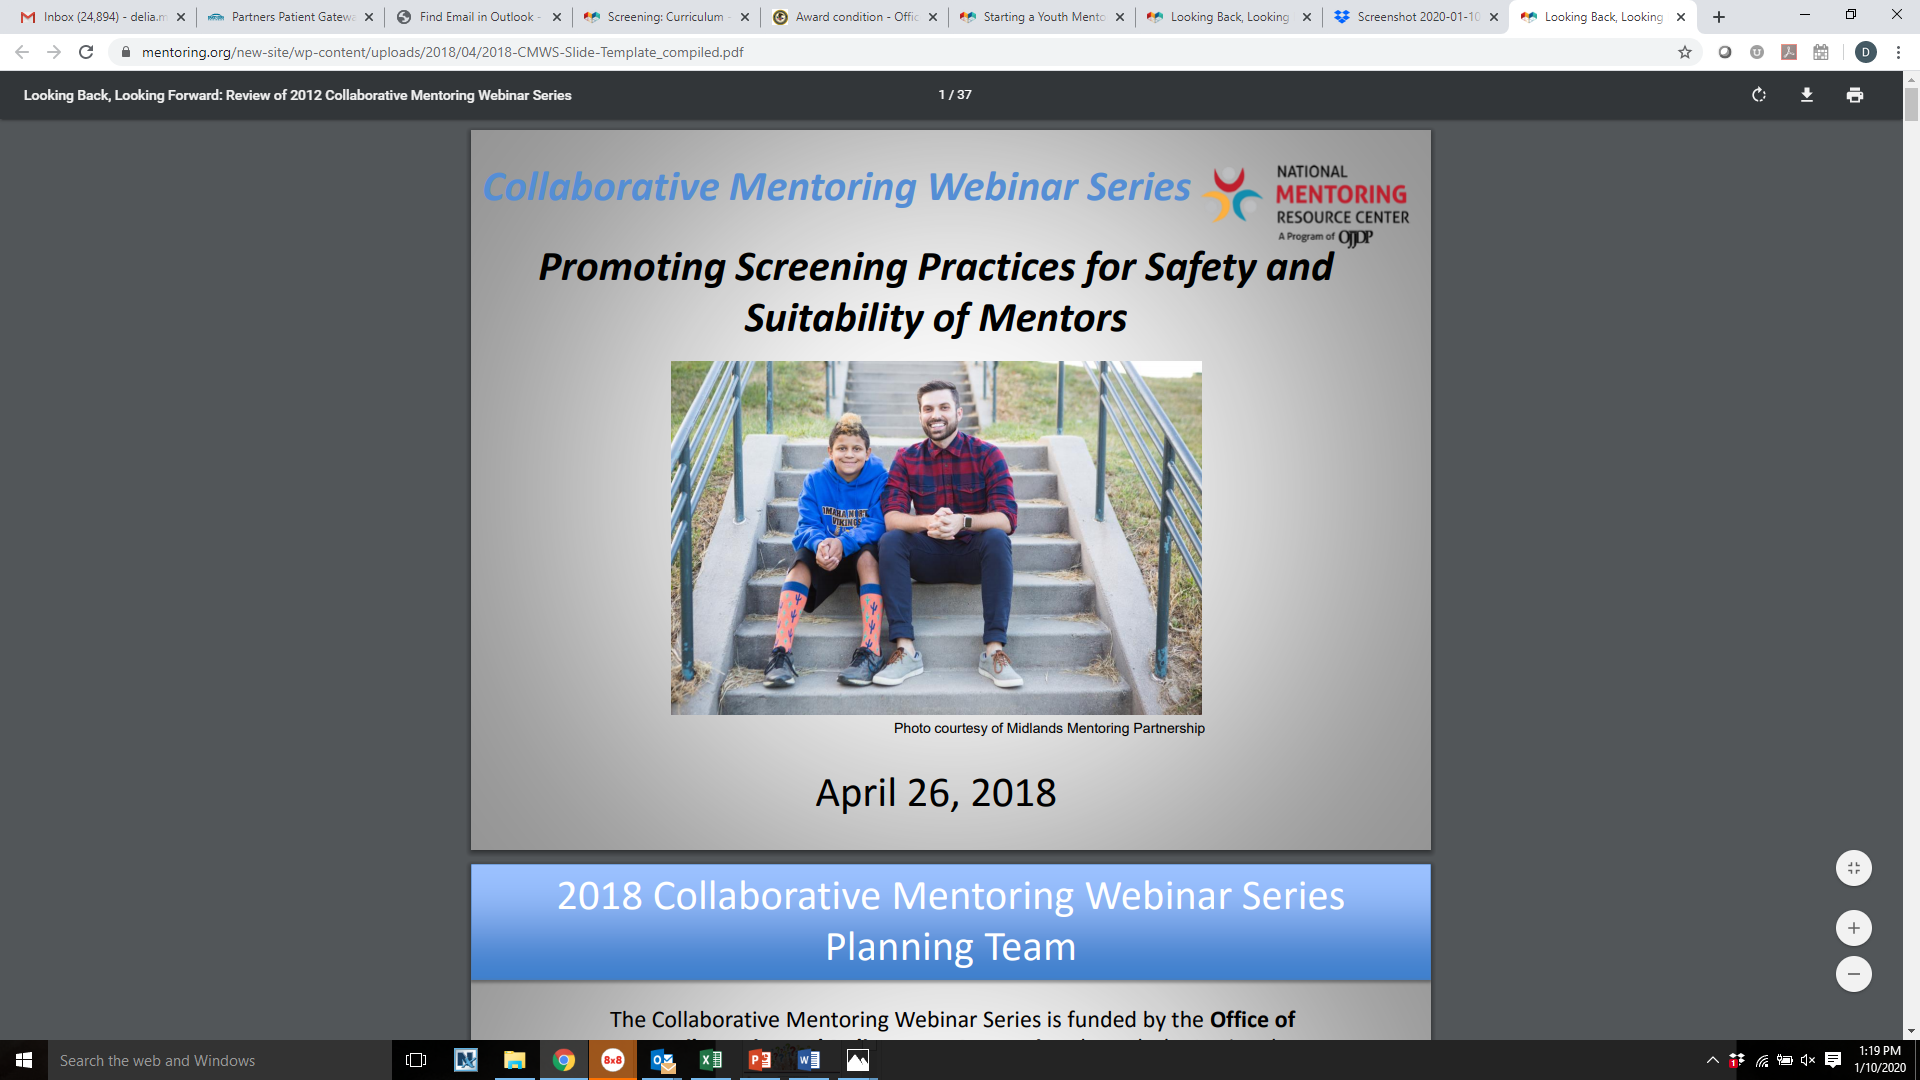 Inbox (24,894) - delia.m
Partners Patient Gatewa
Find Email in Outlook -
Screening: Curriculum -
Award condition - Offic
Starting a Youth Mento
Looking Back, Looking
Screenshot 2020-01-10
Looking Back, Looking
mentoring.org/new-site/wp-content/uploads/2018/04/2018-CMWS-Slide-Template_compiled.pdf
D
Looking Back, Looking Forward: Review of 2012 Collaborative Mentoring Webinar Series
1 / 37
Collaborative Mentoring Webinar Series
NATIONAL
MENTORING
RESOURCE CENTER
A Program of OJJDP
Promoting Screening Practices for Safety and
Suitability of Mentors
VIKINGS
Photo courtesy of Midlands Mentoring Partnership
April 26, 2018
2018 Collaborative Mentoring Webinar Series
Planning Team
The Collaborative Mentoring Webinar Series is funded by the Office of
Search the web and Windows
8x8
1:19 PM
1/10/2020